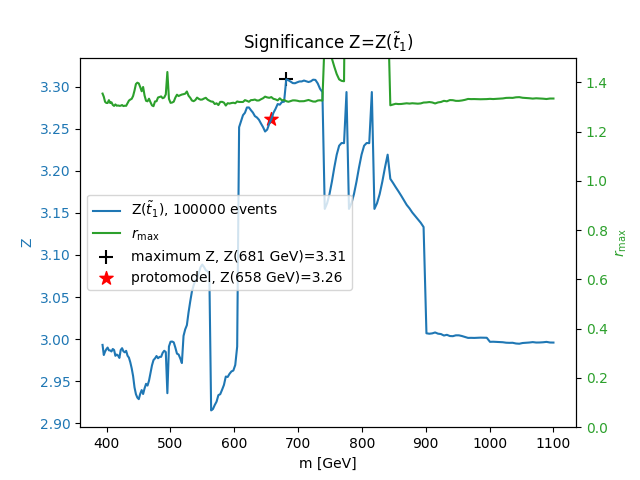 Significance Z=Z(t̃₁)
3.30
3.25
3.20
3.15
3.10
3.05
3.00
2.95
2.90
Z
Z(t̃₁), 100000 events
r_max
maximum Z, Z(681 GeV)=3.31
protomodel, Z(658 GeV)=3.26
1.4
1.2
1.0
0.8
0.6
0.4
0.2
0.0
r_max
400 500 600 700 800 900 1000 1100
m [GeV]